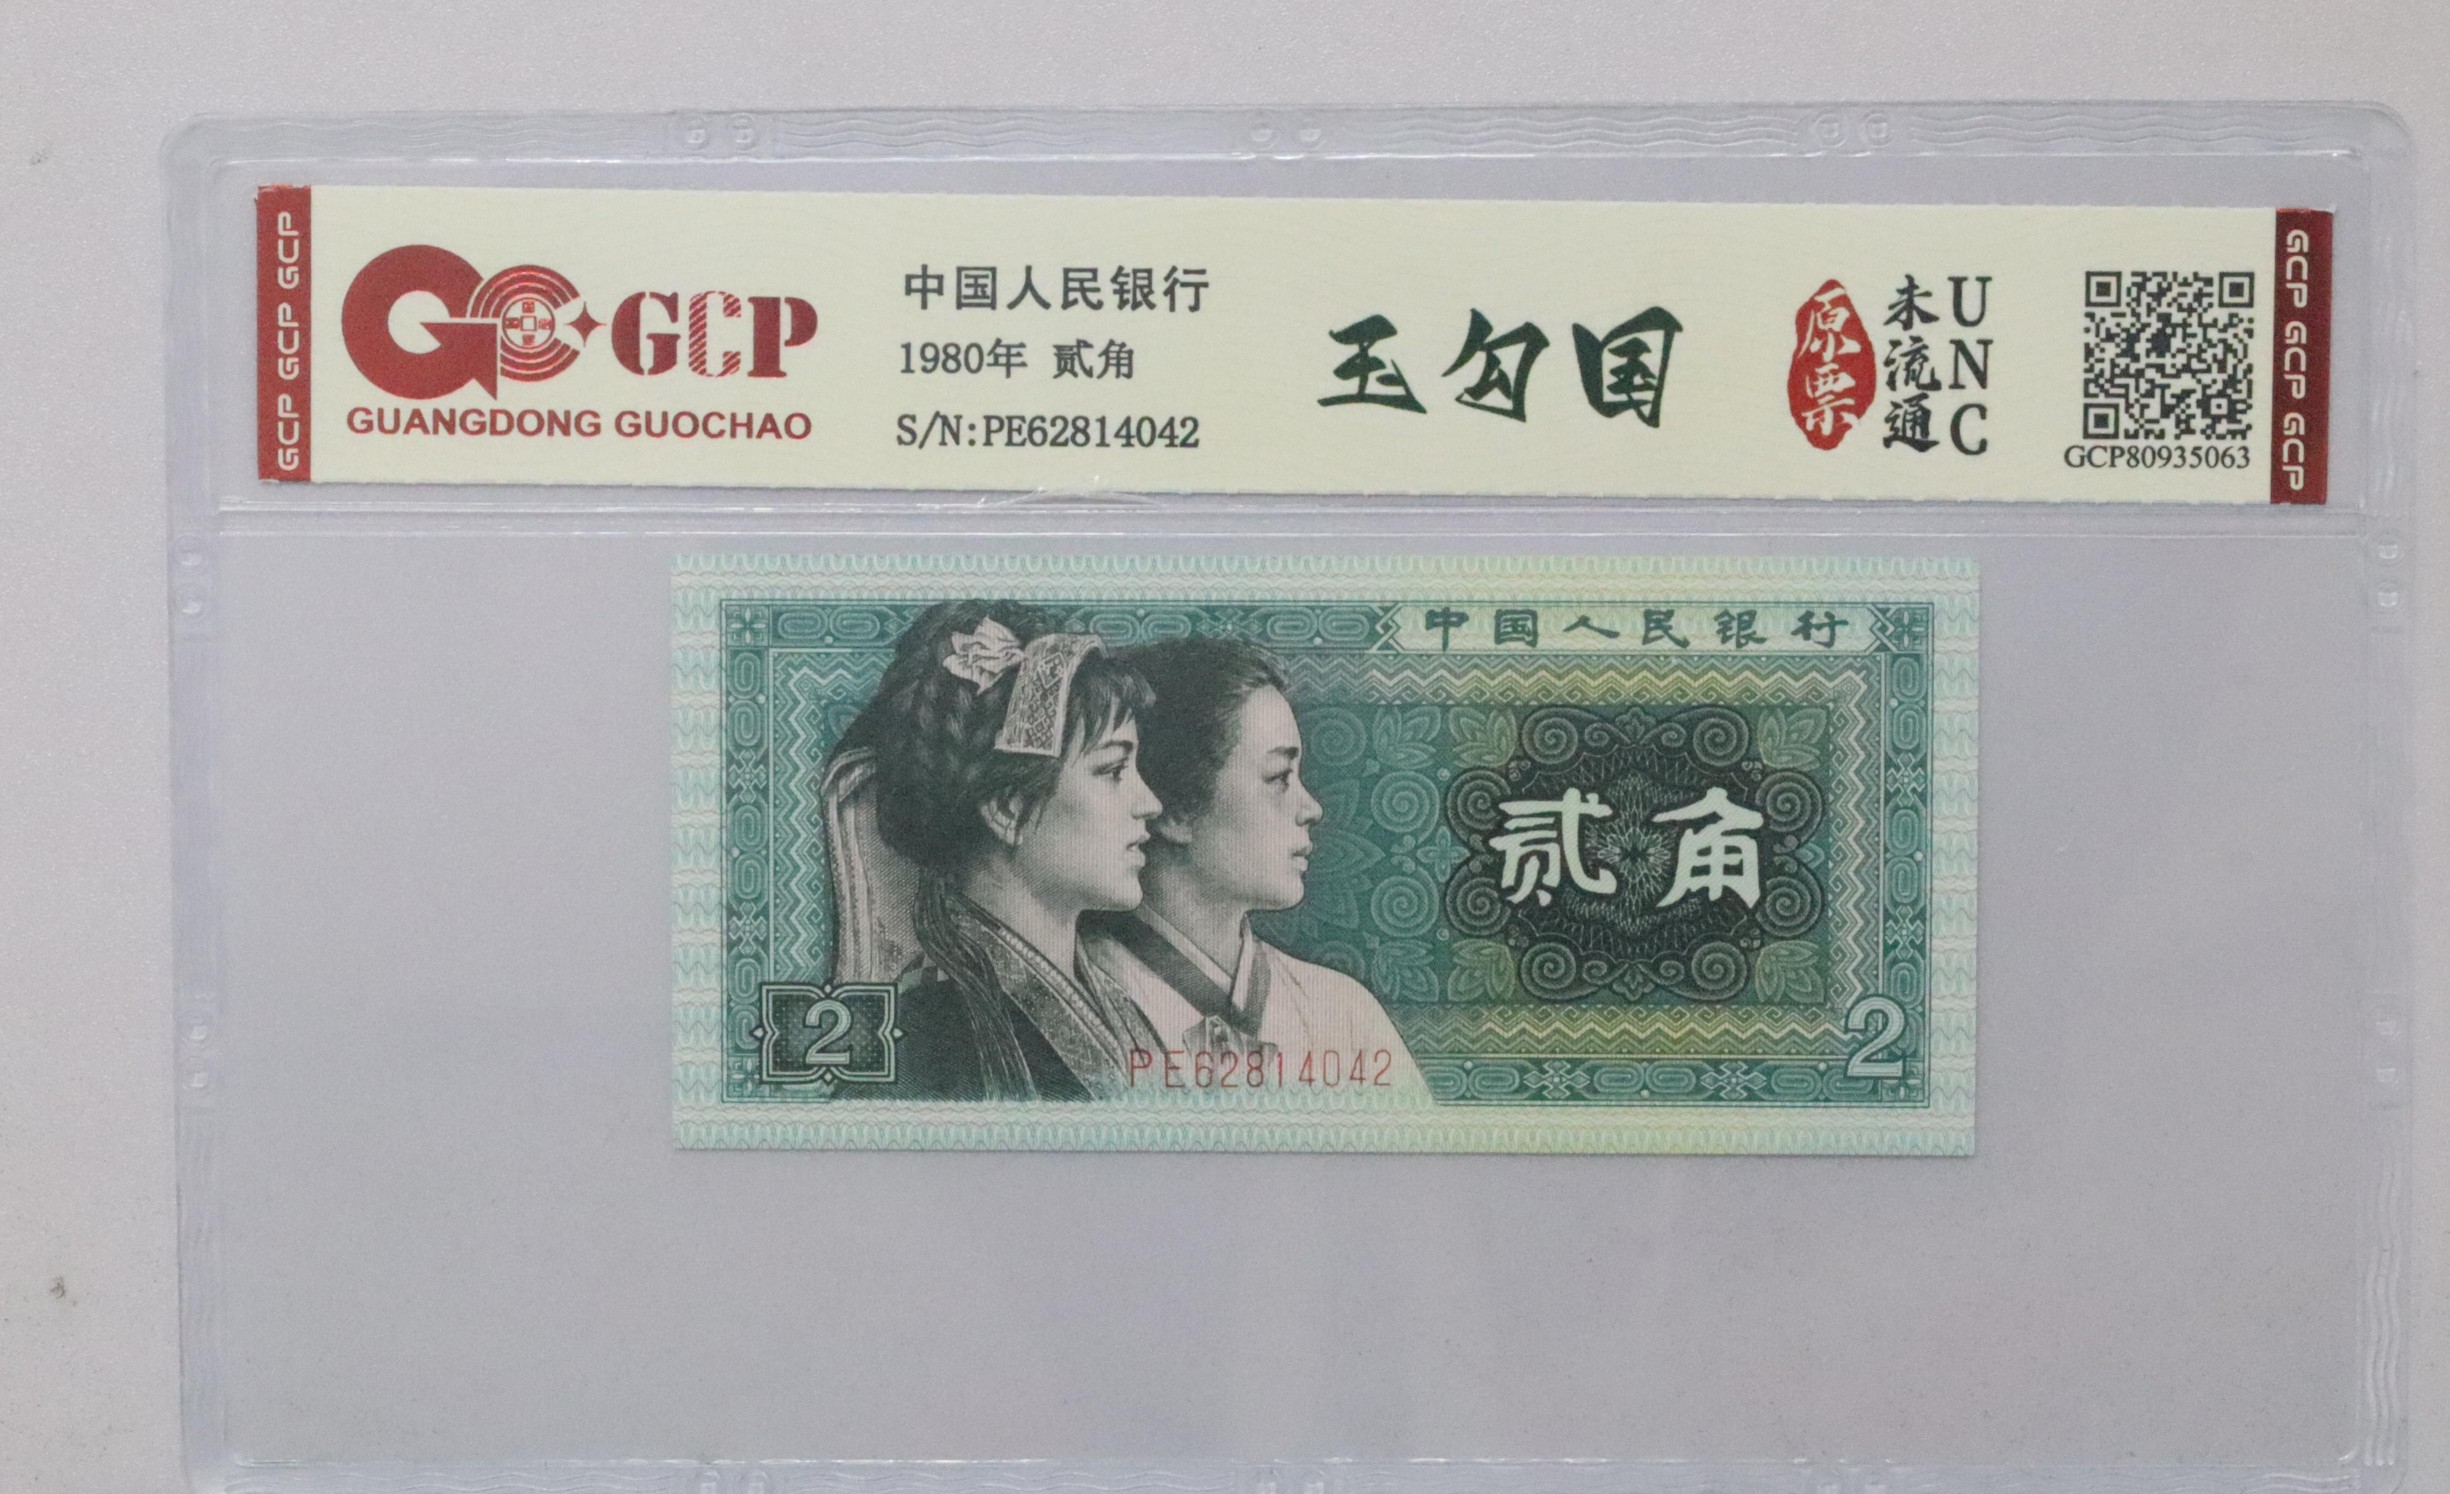 GCP GCP GCP
GCP
GUANGDONG GUOCHAO
中国人民银行
1980年 贰角
S/N:PE62814042
玉勾国
原票
未流通
UNC
GCP80935063
GCP GCP GCP
中国人民银行
贰角
2
PE62814042
2